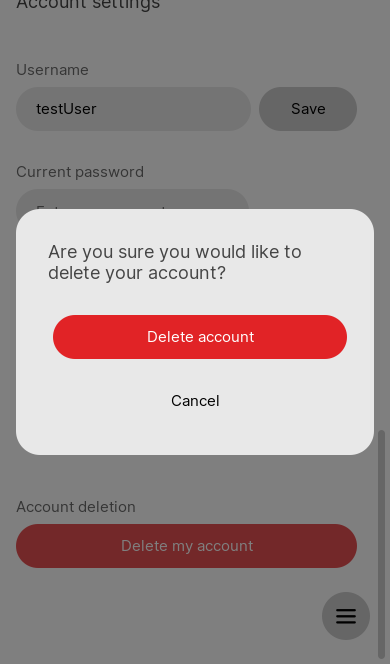 Account settings
Username
testUser
Save
Current password
Are you sure you would like to
delete your account?
Delete account
Cancel
Account deletion
Delete my account